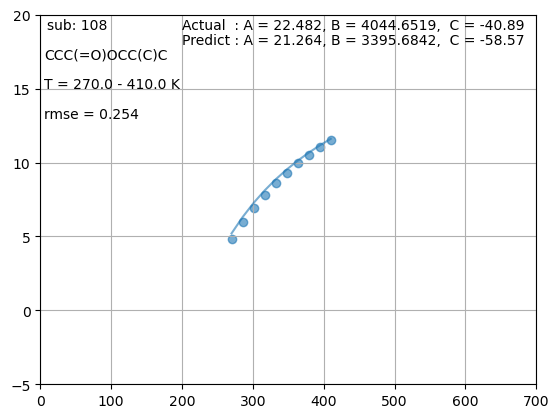 sub: 108
Actual  : A = 22.482, B = 4044.6519,  C = -40.89
Predict : A = 21.264, B = 3395.6842,  C = -58.57
CCC(=O)OCC(C)C
T = 270.0 - 410.0 K
rmse = 0.254
20
15
10
5
0
−5
0 100 200 300 400 500 600 700